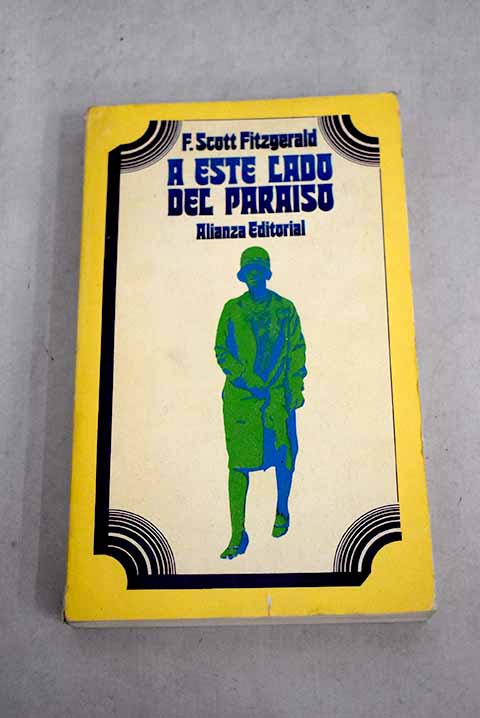 F. Scott Fitzgerald
A ESTE LADO
DEL PARAISO
Alianza Editorial